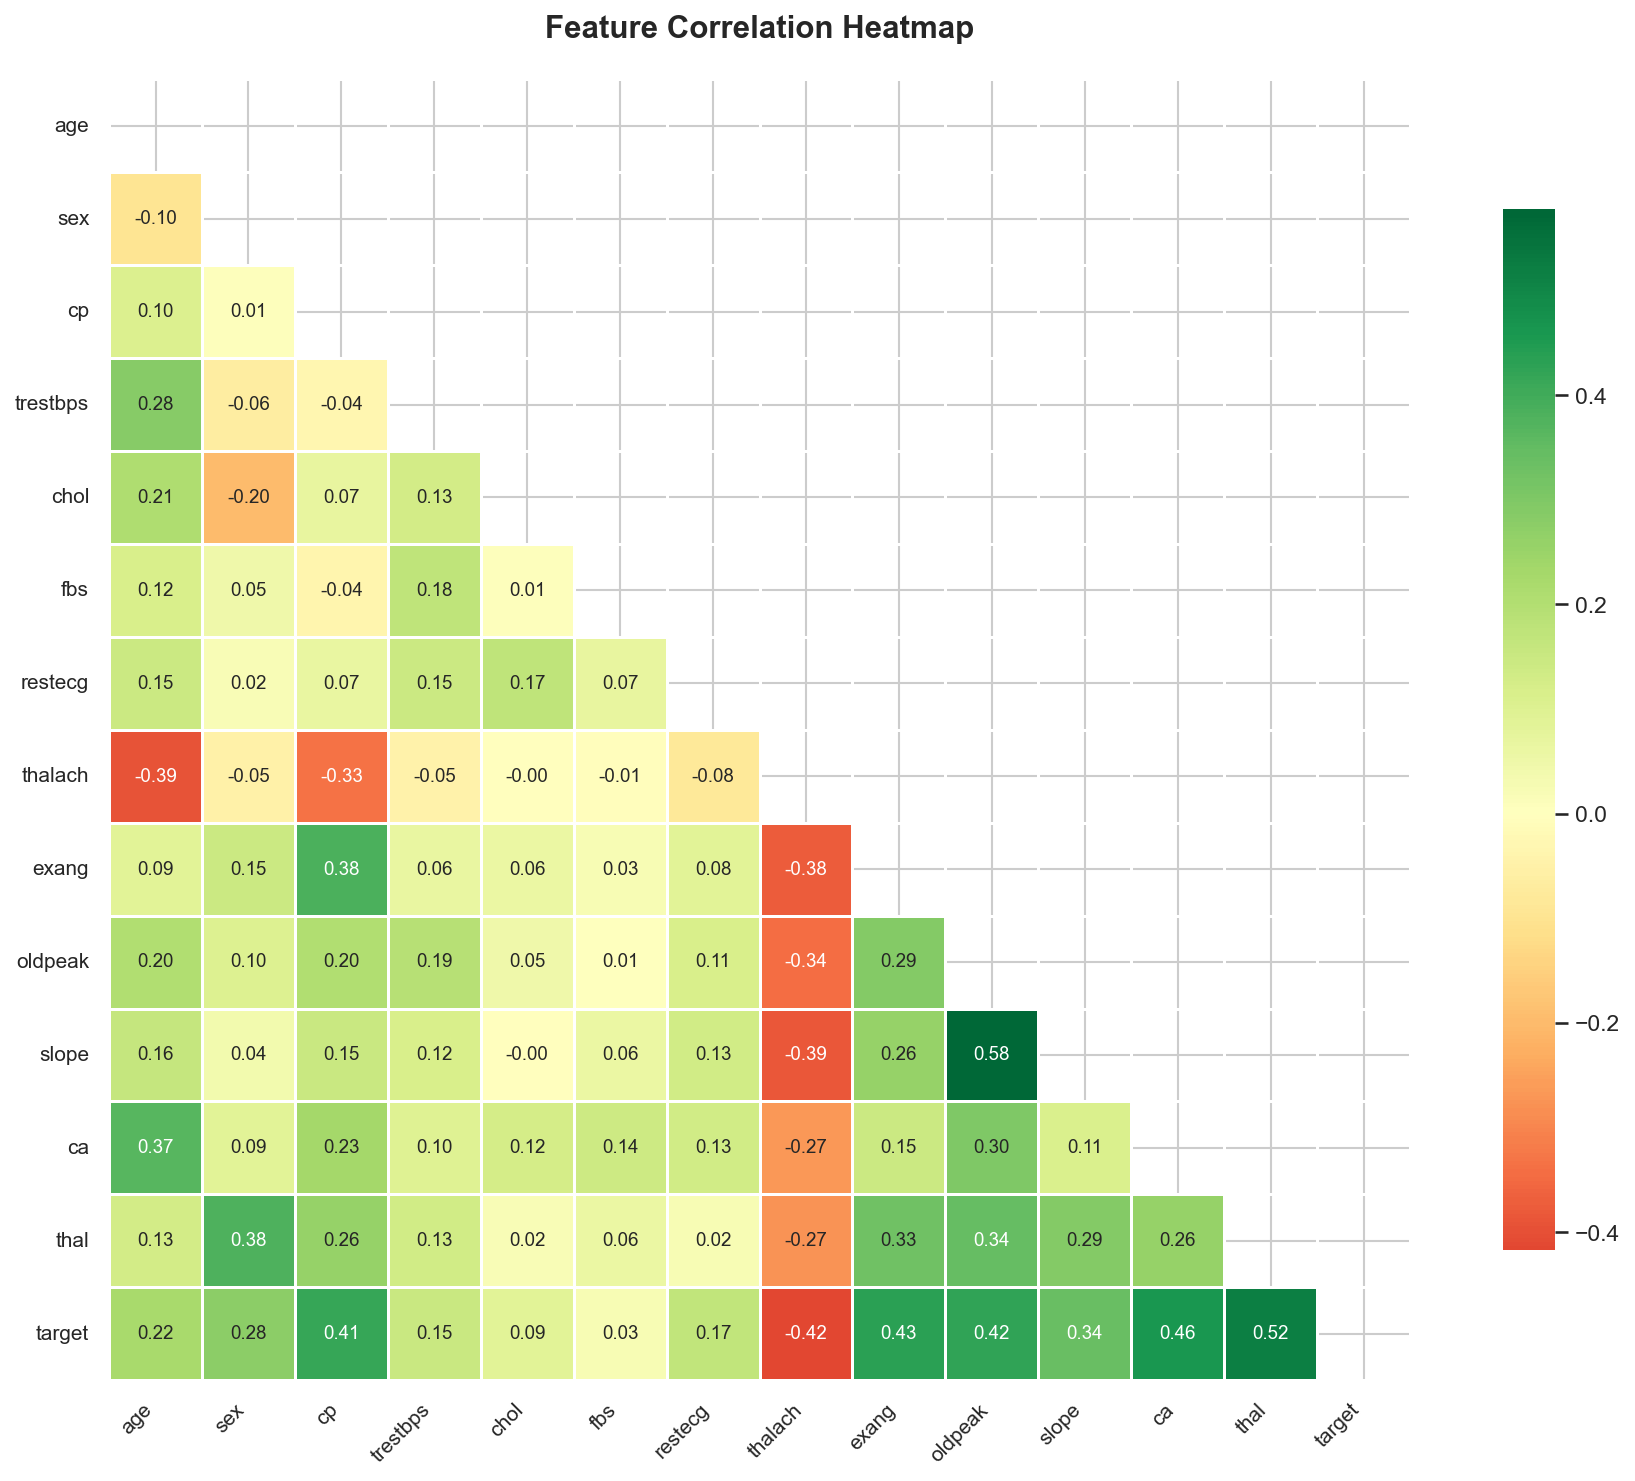 Feature Correlation Heatmap
age
sex -0.10
cp 0.10 0.01
trestbps 0.28 -0.06 -0.04
chol 0.21 -0.20 0.07 0.13
fbs 0.12 0.05 -0.04 0.18 0.01
restecg 0.15 0.02 0.07 0.15 0.17 0.07
thalach -0.39 -0.05 -0.33 -0.05 -0.00 -0.01 -0.08
exang 0.09 0.15 0.38 0.06 0.06 0.03 0.08 -0.38
oldpeak 0.20 0.10 0.20 0.19 0.05 0.01 0.11 -0.34 0.29
slope 0.16 0.04 0.15 0.12 -0.00 0.06 0.13 -0.39 0.26 0.58
ca 0.37 0.09 0.23 0.10 0.12 0.14 0.13 -0.27 0.15 0.30 0.11
thal 0.13 0.38 0.26 0.13 0.02 0.06 0.02 -0.27 0.33 0.34 0.29 0.26
target 0.22 0.28 0.41 0.15 0.09 0.03 0.17 -0.42 0.43 0.42 0.34 0.46 0.52
age sex cp trestbps chol fbs restecg thalach exang oldpeak slope ca thal target
0.4
0.2
0.0
−0.2
−0.4